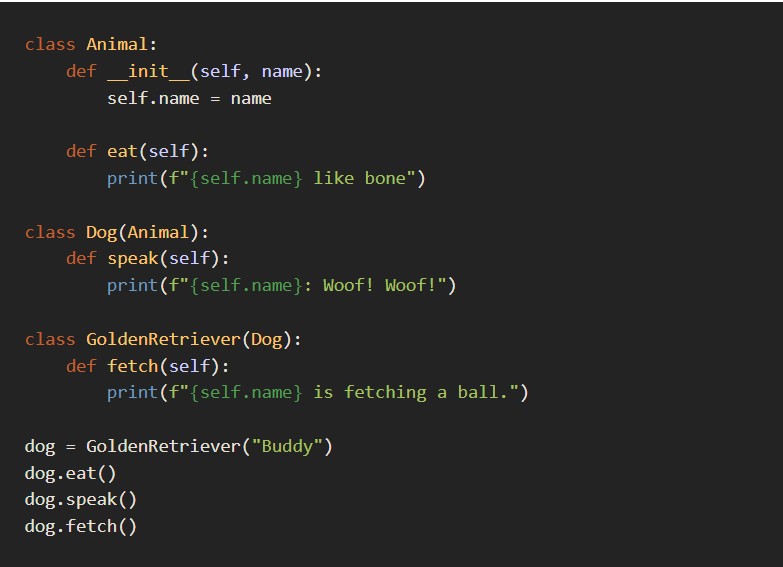 class Animal:
    def __init__(self, name):
        self.name = name

    def eat(self):
        print(f"{self.name} like bone")

class Dog(Animal):
    def speak(self):
        print(f"{self.name}: Woof! Woof!")

class GoldenRetriever(Dog):
    def fetch(self):
        print(f"{self.name} is fetching a ball.")

dog = GoldenRetriever("Buddy")
dog.eat()
dog.speak()
dog.fetch()